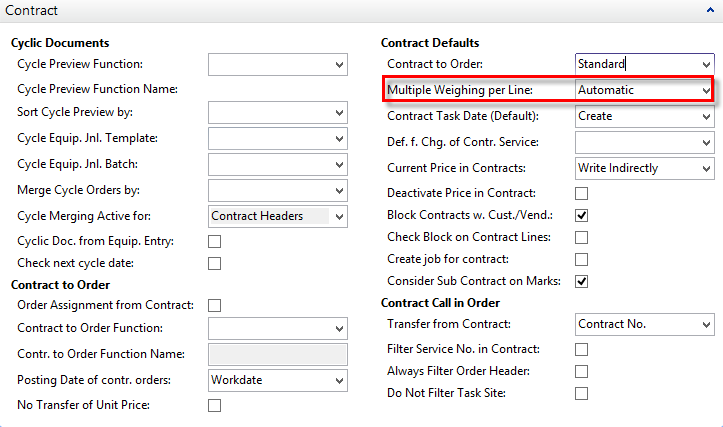 Contract
Cyclic Documents
Cycle Preview Function:
Cycle Preview Function Name:
Sort Cycle Preview by:
Cycle Equip. Jnl. Template:
Cycle Equip. Jnl. Batch:
Merge Cycle Orders by:
Cycle Merging Active for: Contract Headers
Cyclic Doc. from Equip. Entry:
Check next cycle date:
Contract to Order
Order Assignment from Contract:
Contract to Order Function:
Contr. to Order Function Name:
Posting Date of contr. orders: Workdate
No Transfer of Unit Price:
Contract Defaults
Contract to Order: Standard
Multiple Weighing per Line: Automatic
Contract Task Date (Default): Create
Def. f. Chg. of Contr. Service:
Current Price in Contracts: Write Indirectly
Deactivate Price in Contract:
Block Contracts w. Cust./Vend.:
Check Block on Contract Lines:
Create job for contract:
Consider Sub Contract on Marks:
Contract Call in Order
Transfer from Contract: Contract No.
Filter Service No. in Contract:
Always Filter Order Header:
Do Not Filter Task Site: